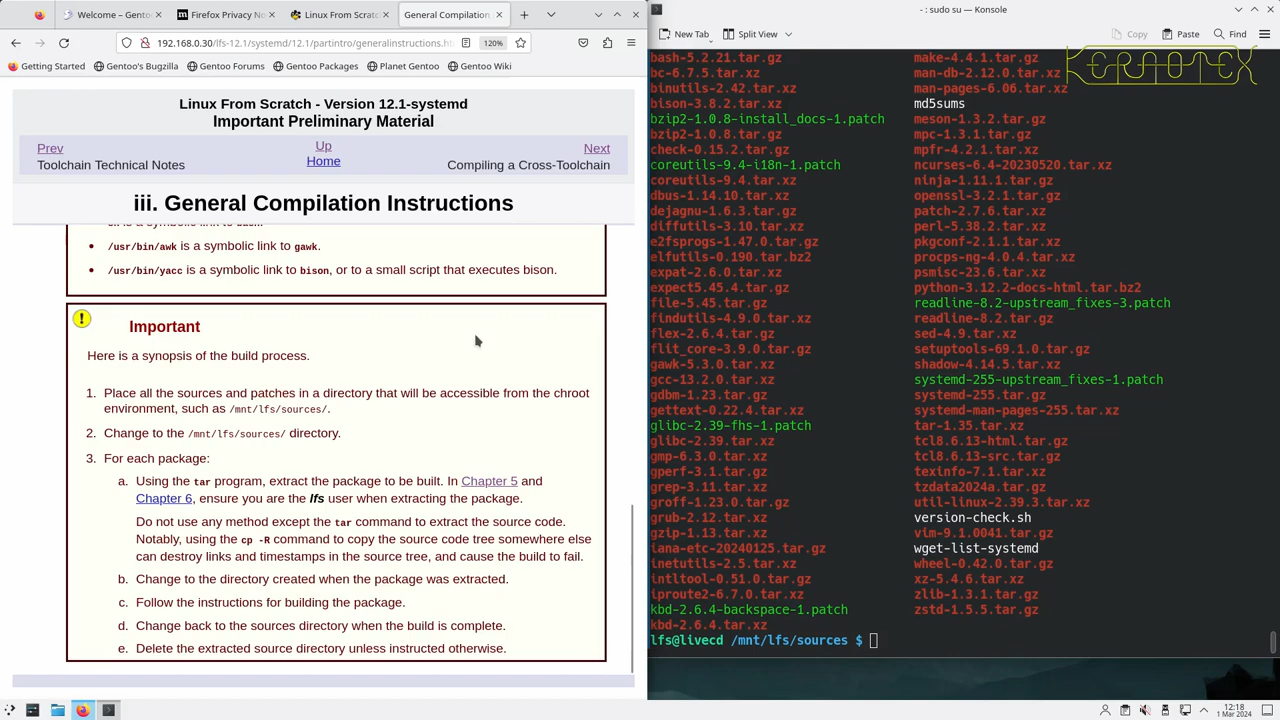 Welcome – Gento
Firefox Privacy No
Linux From Scratc
General Compilation
192.168.0.30/lfs-12.1/systemd/12.1/partintro/generalinstructions.h
120%
Getting Started
Gentoo's Bugzilla
Gentoo Forums
Gentoo Packages
Planet Gentoo
Gentoo Wiki
Linux From Scratch - Version 12.1-systemd
Important Preliminary Material
Prev
Up
Next
Toolchain Technical Notes
Home
Compiling a Cross-Toolchain
iii. General Compilation Instructions
/usr/bin/awk is a symbolic link to gawk.
/usr/bin/yacc is a symbolic link to bison, or to a small script that executes bison.
Important
Here is a synopsis of the build process.
1. Place all the sources and patches in a directory that will be accessible from the chroot
environment, such as /mnt/lfs/sources/.
2. Change to the /mnt/lfs/sources/ directory.
3. For each package:
a. Using the tar program, extract the package to be built. In Chapter 5 and
Chapter 6, ensure you are the lfs user when extracting the package.
Do not use any method except the tar command to extract the source code.
Notably, using the cp -R command to copy the source code tree somewhere else
can destroy links and timestamps in the source tree, and cause the build to fail.
b. Change to the directory created when the package was extracted.
c. Follow the instructions for building the package.
d. Change back to the sources directory when the build is complete.
e. Delete the extracted source directory unless instructed otherwise.
- : sudo su — Konsole
New Tab
Split View
Copy
Paste
Find
KERNOTEX
bash-5.2.21.tar.gz make-4.4.1.tar.gz
bc-6.7.5.tar.xz man-db-2.12.0.tar.xz
binutils-2.42.tar.xz man-pages-6.06.tar.xz
bison-3.8.2.tar.xz md5sums
bzip2-1.0.8-install_docs-1.patch meson-1.3.2.tar.gz
bzip2-1.0.8.tar.gz mpc-1.3.1.tar.gz
check-0.15.2.tar.gz mpfr-4.2.1.tar.xz
coreutils-9.4-i18n-1.patch ncurses-6.4-20230520.tar.xz
coreutils-9.4.tar.xz ninja-1.11.1.tar.gz
dbus-1.14.10.tar.xz openssl-3.2.1.tar.gz
dejagnu-1.6.3.tar.gz patch-2.7.6.tar.xz
diffutils-3.10.tar.xz perl-5.38.2.tar.xz
e2fsprogs-1.47.0.tar.gz pkgconf-2.1.1.tar.xz
elfutils-0.190.tar.bz2 procps-ng-4.0.4.tar.xz
expat-2.6.0.tar.xz psmisc-23.6.tar.xz
expect5.45.4.tar.gz python-3.12.2-docs-html.tar.bz2
file-5.45.tar.gz readline-8.2-upstream_fixes-3.patch
findutils-4.9.0.tar.xz readline-8.2.tar.gz
flex-2.6.4.tar.gz sed-4.9.tar.xz
flit_core-3.9.0.tar.gz setuptools-69.1.0.tar.gz
gawk-5.3.0.tar.xz shadow-4.14.5.tar.xz
gcc-13.2.0.tar.xz systemd-255-upstream_fixes-1.patch
gdbm-1.23.tar.gz systemd-255.tar.gz
gettext-0.22.4.tar.xz systemd-man-pages-255.tar.xz
glibc-2.39-fhs-1.patch tar-1.35.tar.xz
glibc-2.39.tar.xz tcl8.6.13-html.tar.gz
gmp-6.3.0.tar.xz tcl8.6.13-src.tar.gz
gperf-3.1.tar.gz texinfo-7.1.tar.xz
grep-3.11.tar.xz tzdata2024a.tar.gz
groff-1.23.0.tar.gz util-linux-2.39.3.tar.xz
grub-2.12.tar.xz version-check.sh
gzip-1.13.tar.xz vim-9.1.0041.tar.gz
iana-etc-20240125.tar.gz wget-list-systemd
inetutils-2.5.tar.xz wheel-0.42.0.tar.gz
intltool-0.51.0.tar.gz xz-5.4.6.tar.xz
iproute2-6.7.0.tar.xz zlib-1.3.1.tar.gz
kbd-2.6.4-backspace-1.patch zstd-1.5.5.tar.gz
kbd-2.6.4.tar.xz
lfs@livecd /mnt/lfs/sources $
12:18
1 Mar 2024